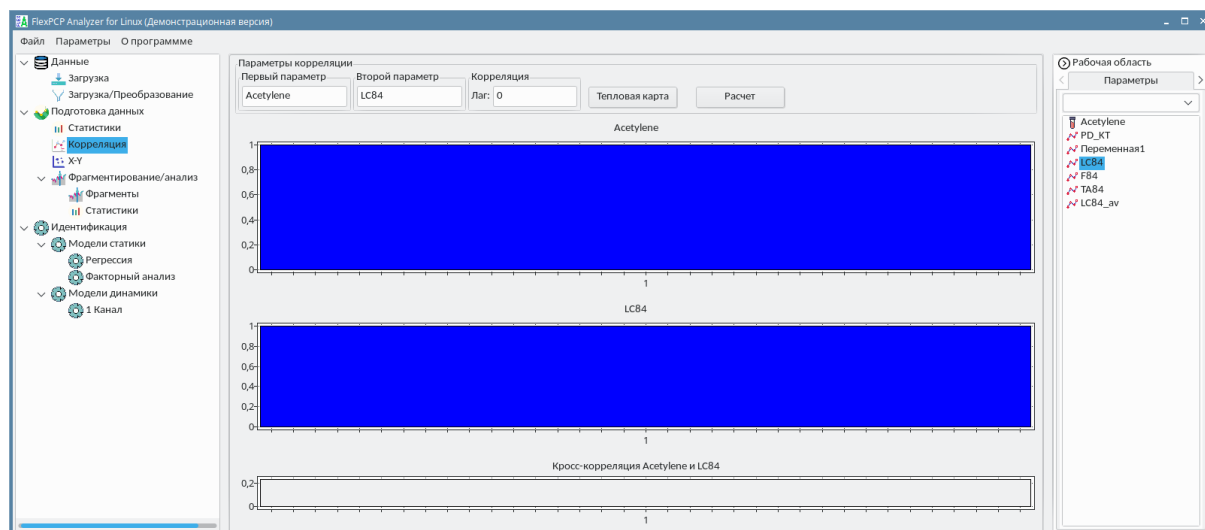 FlexPCP Analyzer for Linux (Демонстрационная версия)
Файл Параметры О программме
Данные
Загрузка
Загрузка/Преобразование
Подготовка данных
Статистики
Корреляция
X-Y
Фрагментирование/анализ
Фрагменты
Статистики
Идентификация
Модели статики
Регрессия
Факторный анализ
Модели динамики
1 Канал
Параметры корреляции
Первый параметр Второй параметр Корреляция
Acetylene LC84 Лаг: 0 Тепловая карта Расчет
Acetylene
1
0,8
0,6
0,4
0,2
0
1
LC84
1
0,8
0,6
0,4
0,2
0
1
Кросс-корреляция Acetylene и LC84
0,2
0
1
Рабочая область
Параметры
Acetylene
PD_KT
Переменная1
LC84
F84
TA84
LC84_av